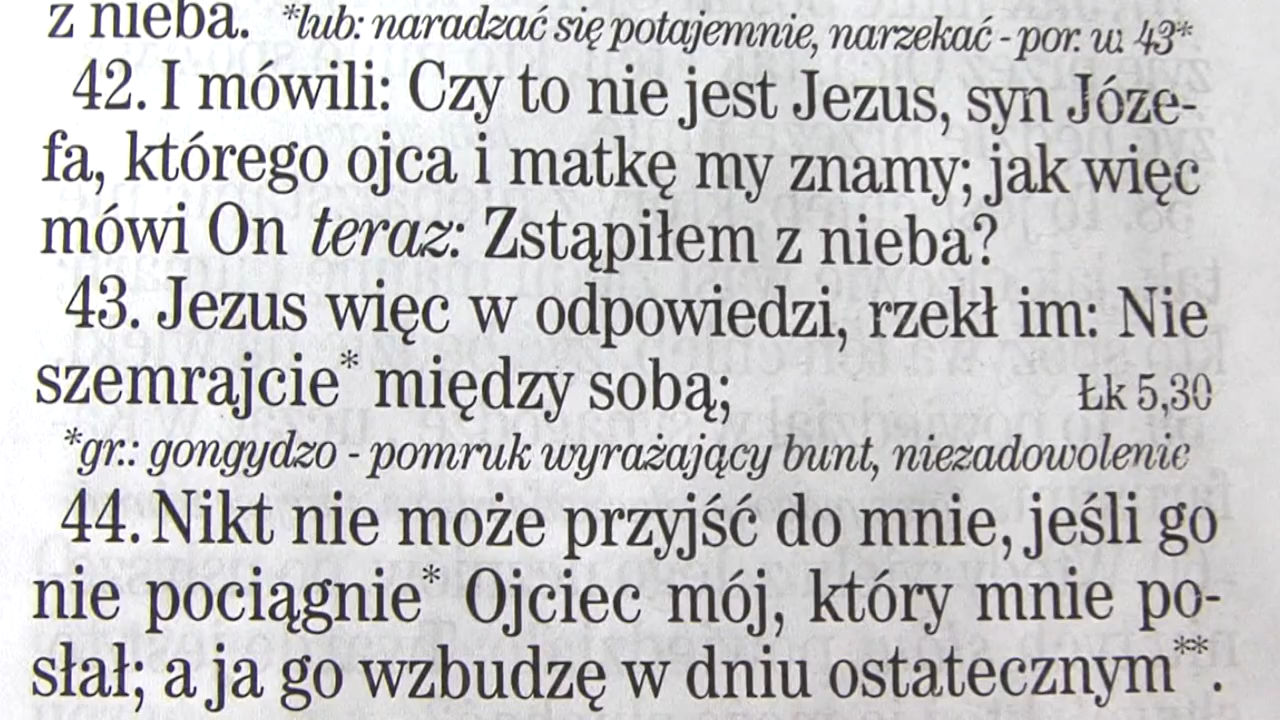 z nieba. *lub: naradzać się potajemnie, narzekać - por. w. 43*
42. I mówili: Czy to nie jest Jezus, syn Józe-
fa, którego ojca i matkę my znamy; jak więc
mówi On teraz: Zstąpiłem z nieba?
43. Jezus więc w odpowiedzi, rzekł im: Nie
szemrajcie* między sobą; Łk 5,30
*gr.: gongydzo - pomruk wyrażający bunt, niezadowolenie
44. Nikt nie może przyjść do mnie, jeśli go
nie pociągnie* Ojciec mój, który mnie po-
słał; a ja go wzbudzę w dniu ostatecznym**.